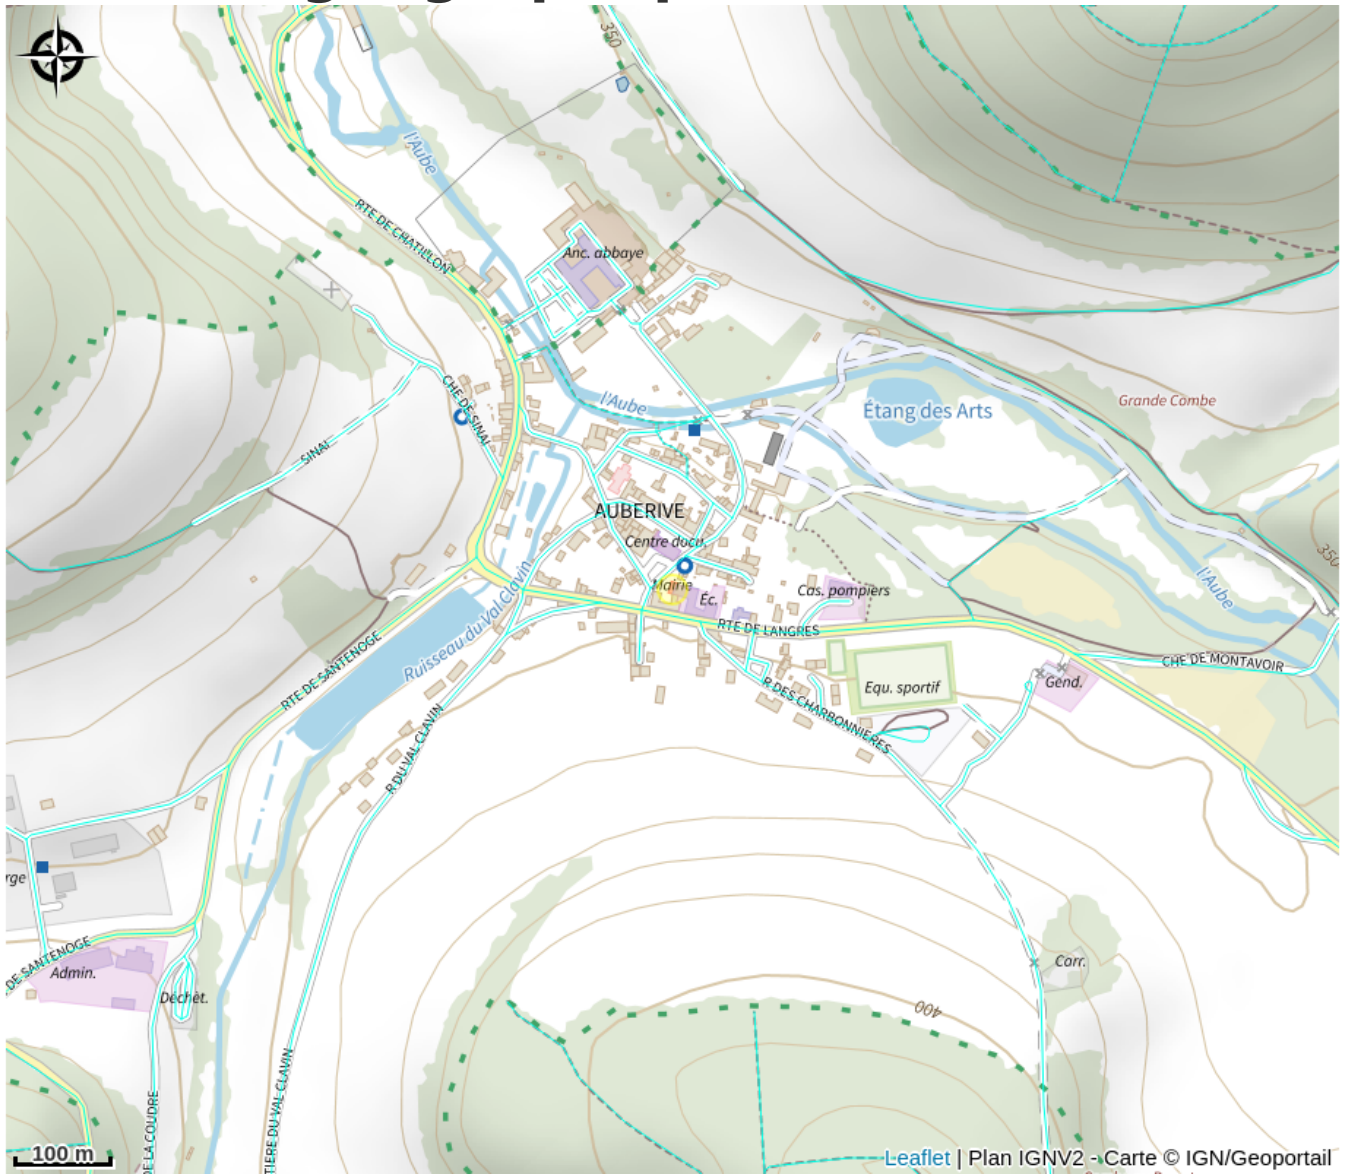 350
l'Aube
RTE DE CHATILLON
Anc. abbaye
CHE DE SINAI
l'Aube
Étang des Arts
Grande Combe
SINAI
AUBERIVE
Centre docu.
350
Mairie
Éc.
Cas. pompiers
l'Aube
Ruisseau du Val Clavin
RTE DE LANGRES
RTE DE SANTENOGE
CHE DE MONTAVOIR
Equ. sportif
Gend.
R DES CHARBONNIERES
R DU VAL CLAVIN
rge
DE SANTENOGE
Admin.
Déchèt.
Carr.
400
TIERE DU VAL CLAVIN
DE LA COUDRE
100 m
Leaflet | Plan IGNV2 - Carte © IGN/Geoportail